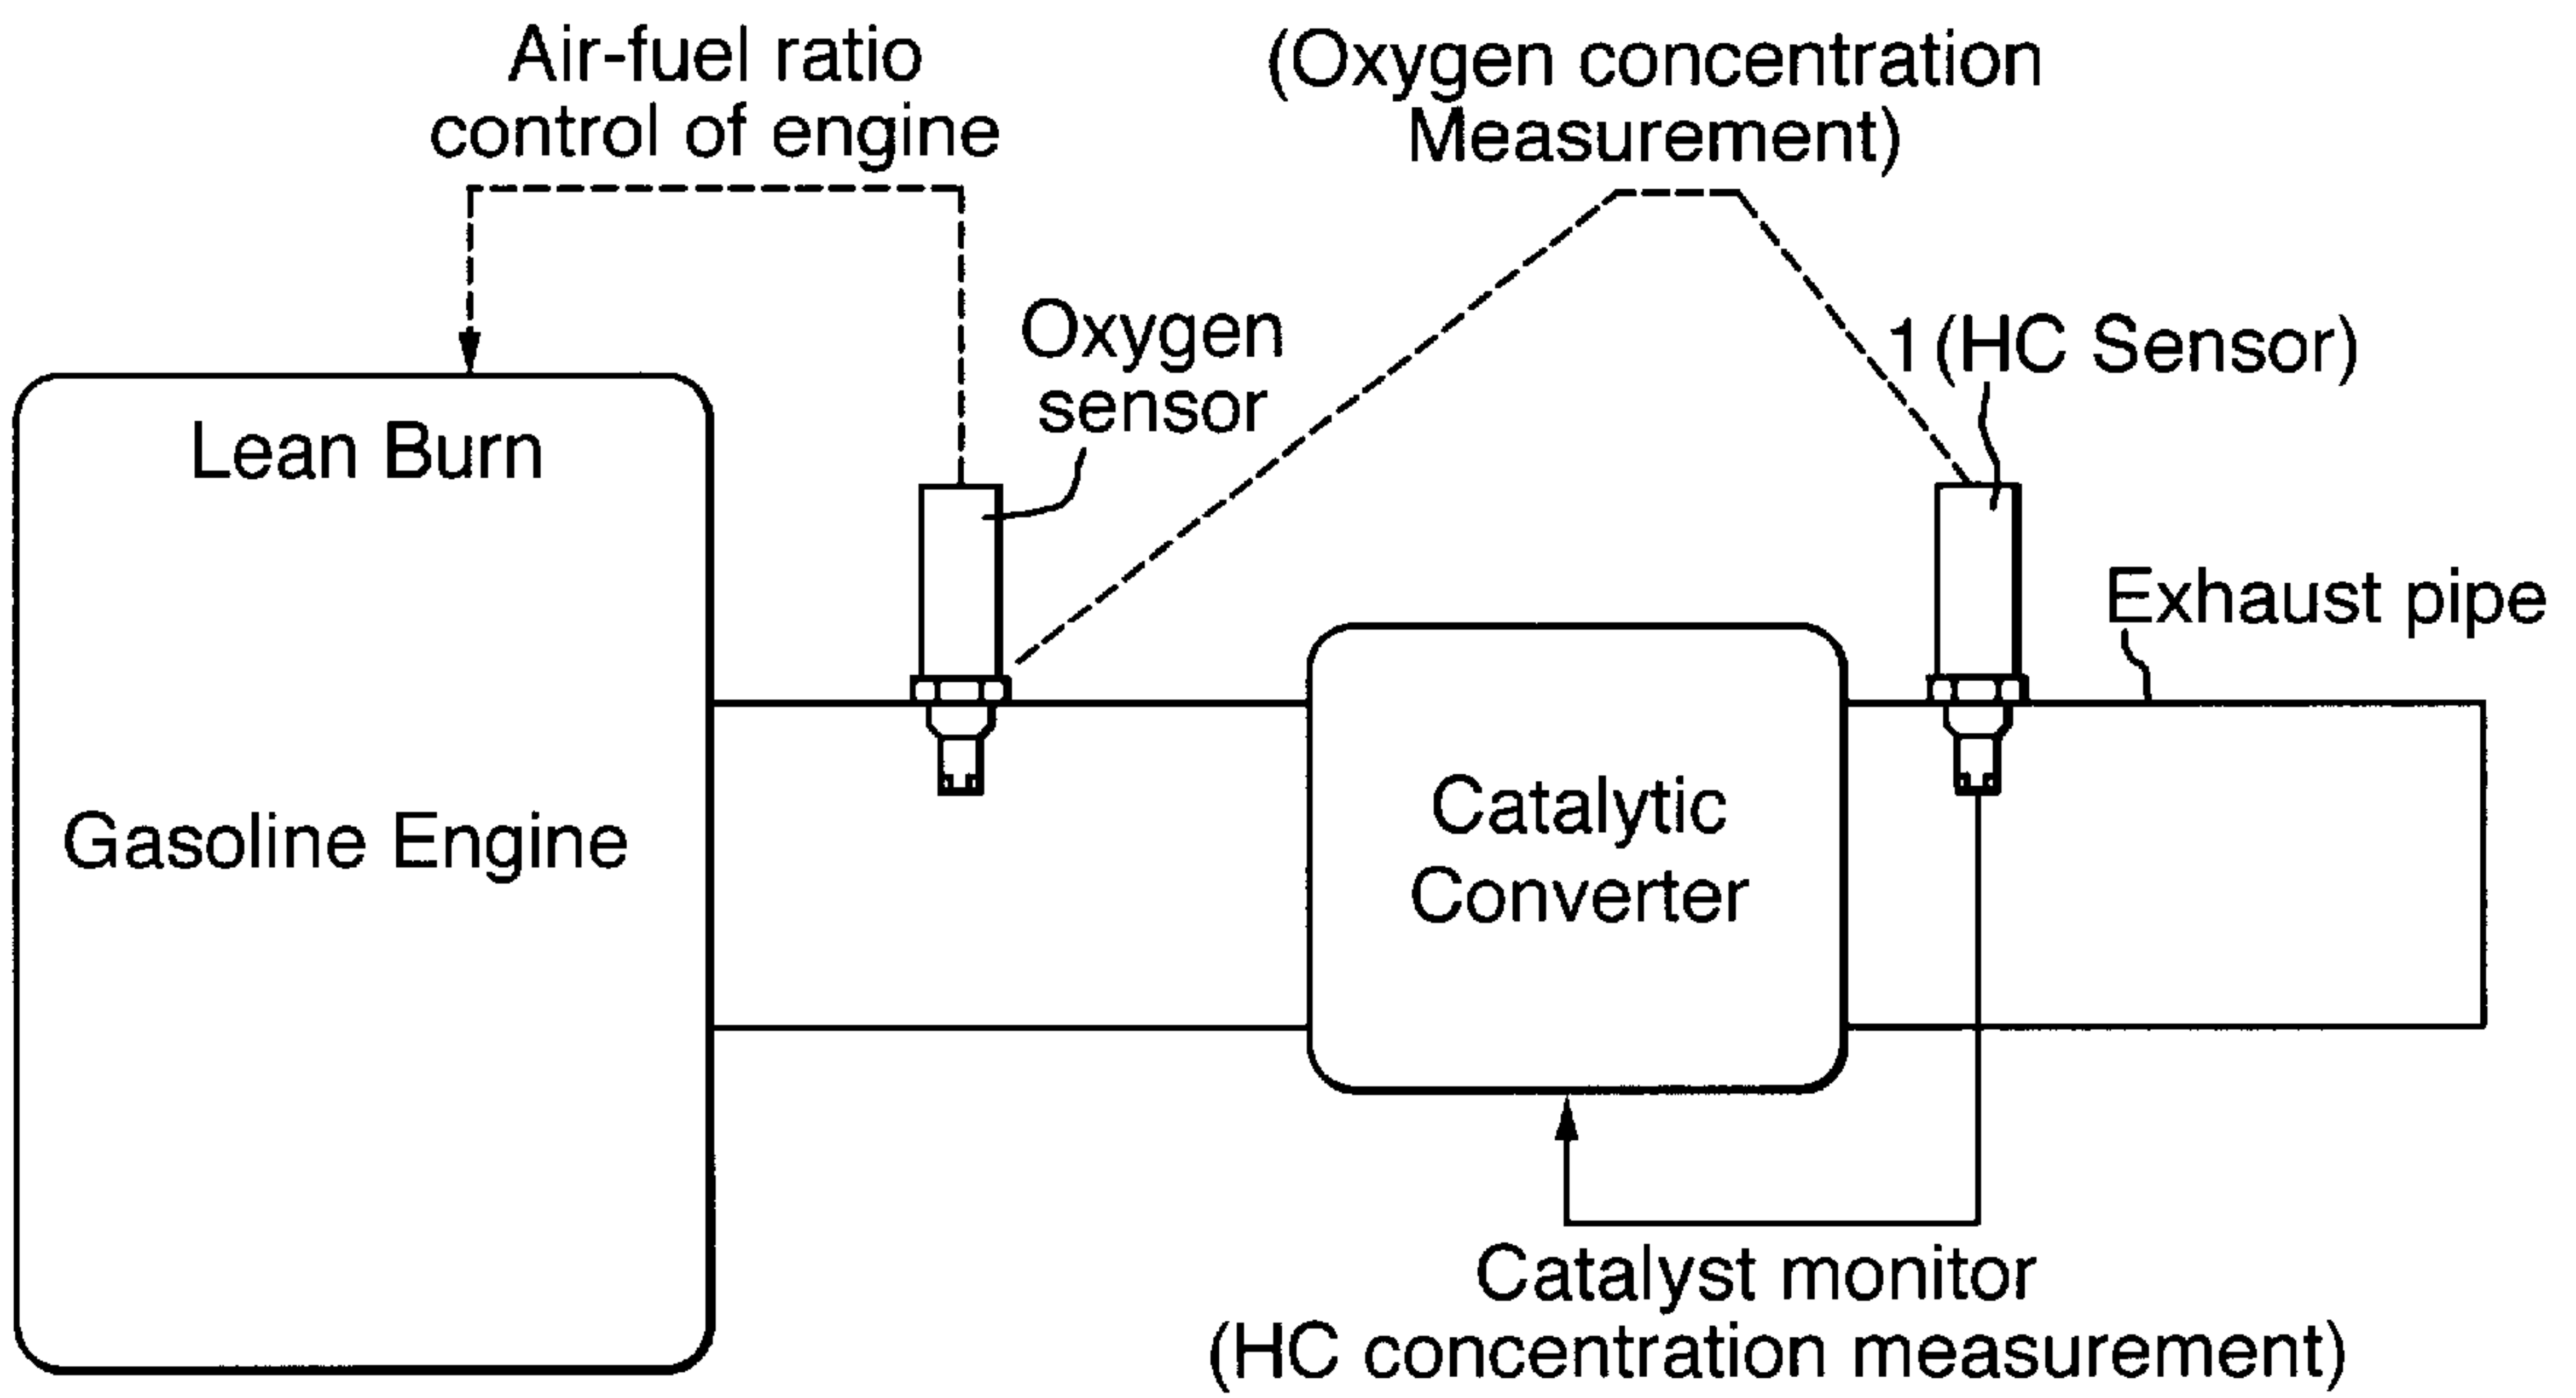 Air-fuel ratio
control of engine
(Oxygen concentration
Measurement)
Oxygen
sensor
1 (HC Sensor)
Lean Burn
Exhaust pipe
Gasoline Engine
Catalytic
Converter
Catalyst monitor
(HC concentration measurement)